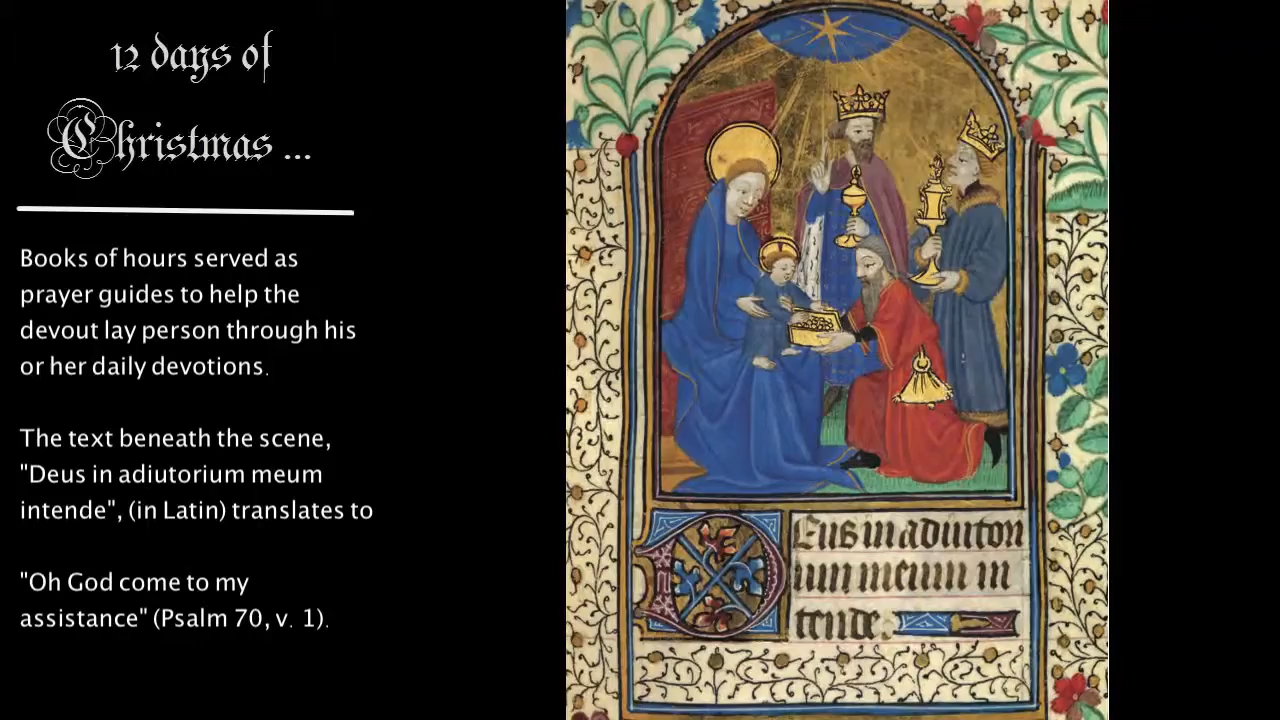 12 days of
Christmas ...
Books of hours served as
prayer guides to help the
devout lay person through his
or her daily devotions.
The text beneath the scene,
"Deus in adiutorium meum
intende", (in Latin) translates to
"Oh God come to my
assistance" (Psalm 70, v. 1).
Deus in adiutori
um meum in
tende.